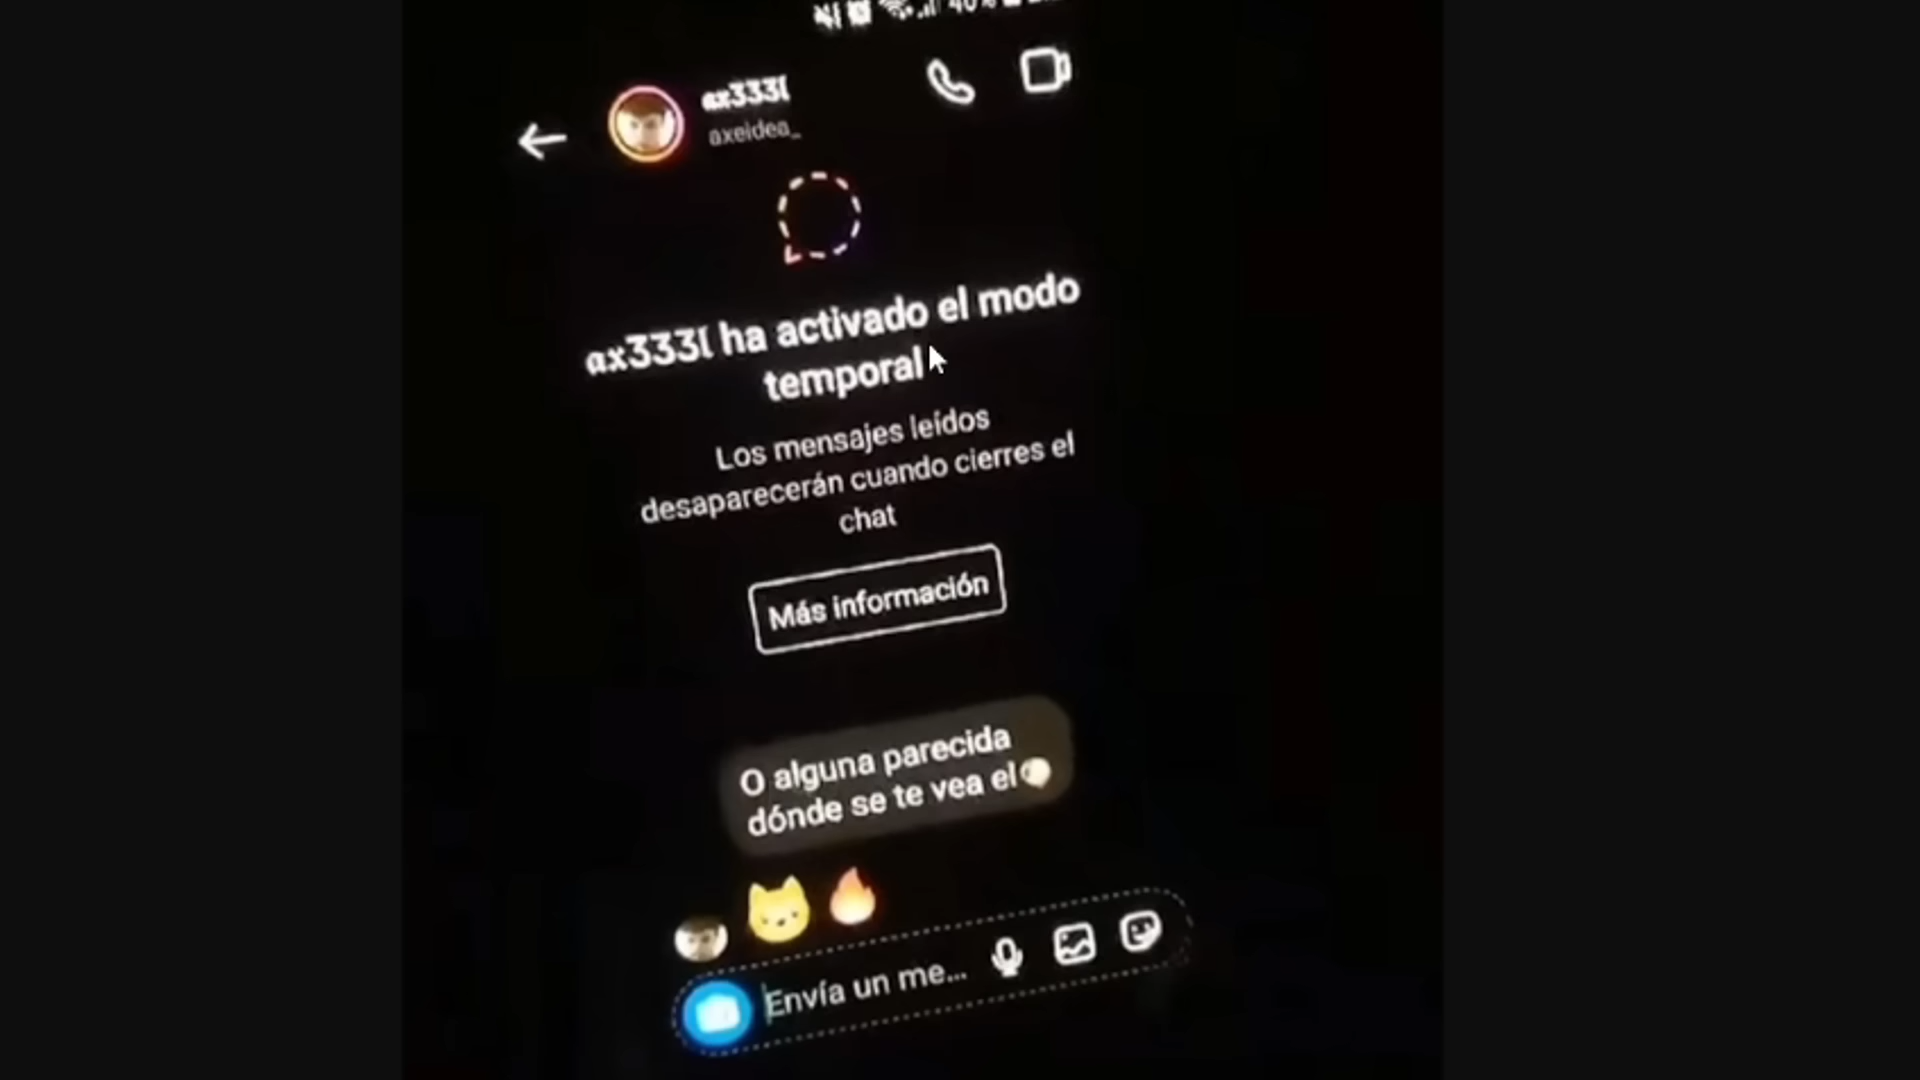 40%
ax333l
axeidea_
ax333l ha activado el modo
temporal
Los mensajes leídos
desaparecerán cuando cierres el
chat
Más información
O alguna parecida
dónde se te vea el
Envía un me...